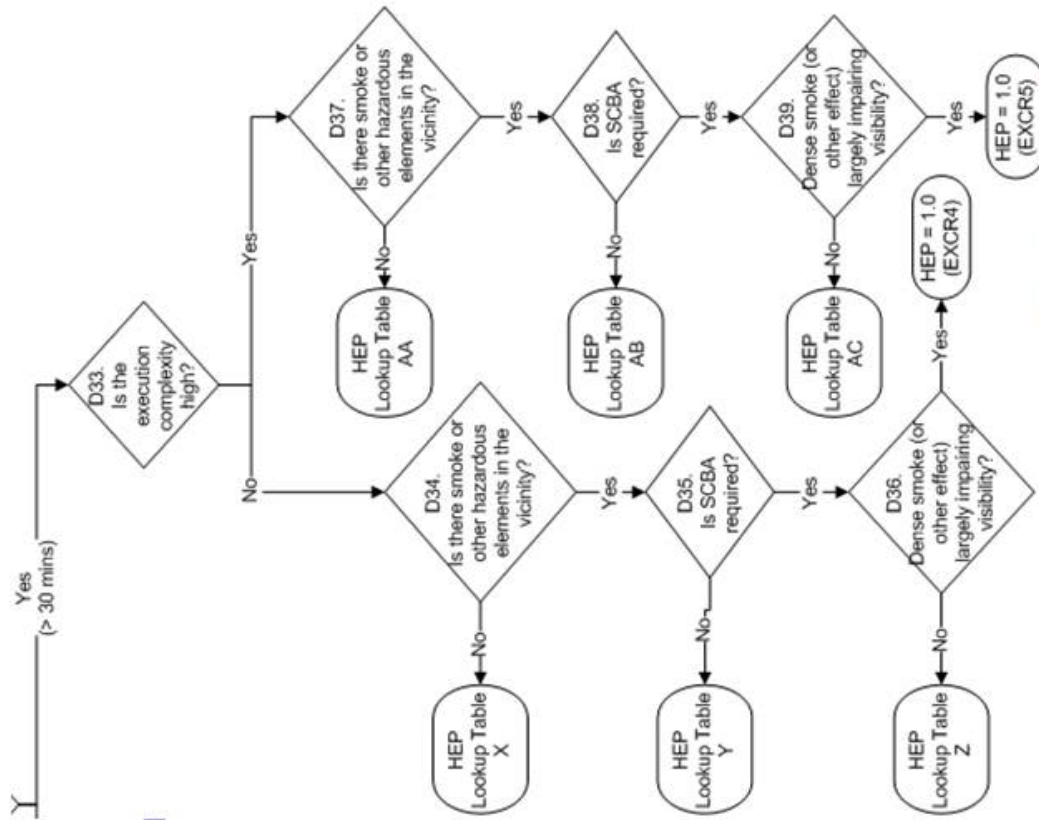 Yes
(> 30 mins)
D33.
Is the
execution
complexity
high?
No
Yes
D34.
Is there smoke or
other hazardous
elements in the
vicinity?
No
HEP
Lookup Table
X
Yes
D35.
Is SCBA
required?
No
HEP
Lookup Table
Y
Yes
D36.
Dense smoke (or
other effect)
largely impairing
visibility?
No
HEP
Lookup Table
Z
Yes
HEP = 1.0
(EXCR4)
D37.
Is there smoke or
other hazardous
elements in the
vicinity?
No
HEP
Lookup Table
AA
Yes
D38.
Is SCBA
required?
No
HEP
Lookup Table
AB
Yes
D39.
Dense smoke (or
other effect)
largely impairing
visibility?
No
HEP
Lookup Table
AC
Yes
HEP = 1.0
(EXCR5)